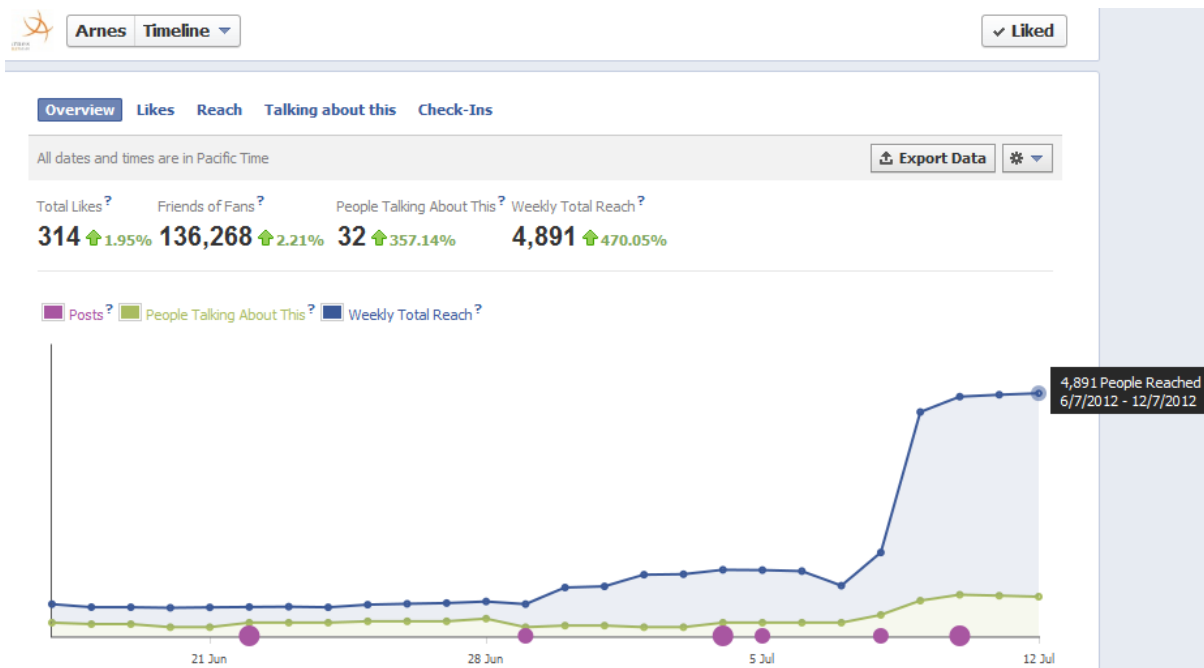 Arnes Timeline
Liked
Overview Likes Reach Talking about this Check-Ins
All dates and times are in Pacific Time
Export Data
Total Likes? Friends of Fans? People Talking About This? Weekly Total Reach?
314 1.95% 136,268 2.21% 32 357.14% 4,891 470.05%
Posts? People Talking About This? Weekly Total Reach?
4,891 People Reached
6/7/2012 - 12/7/2012
21 Jun 28 Jun 5 Jul 12 Jul